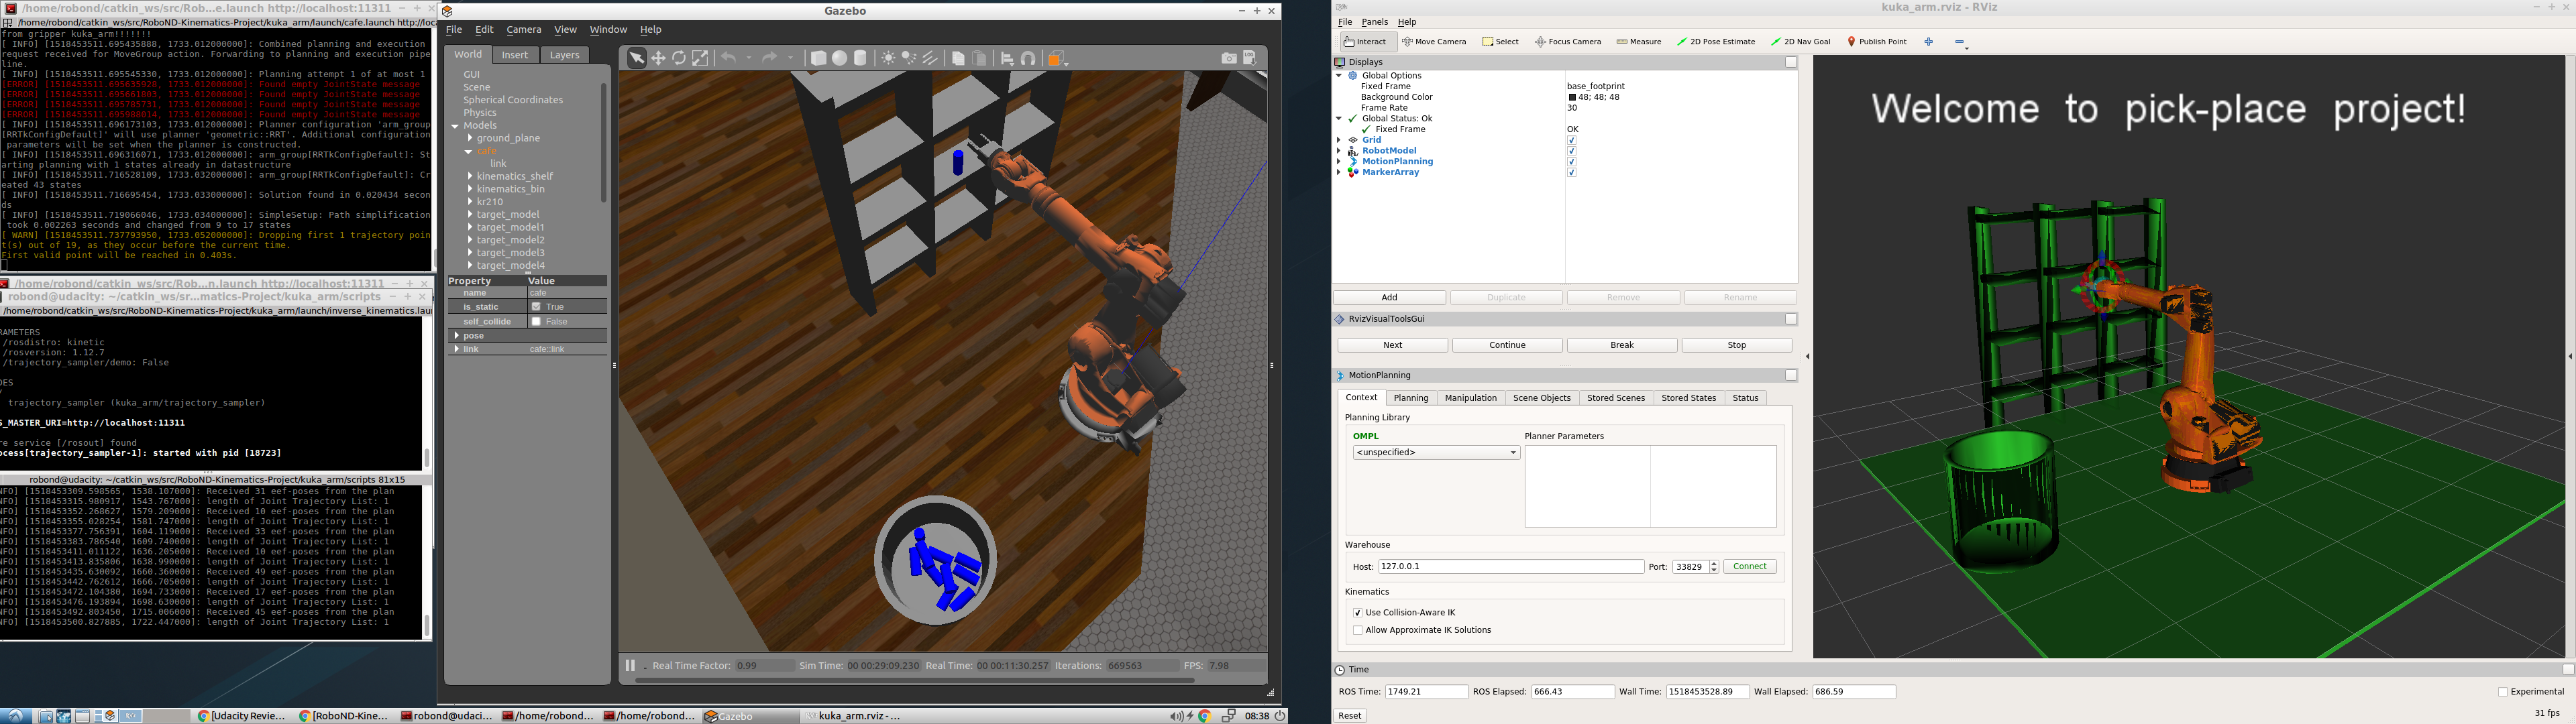 /home/robond/catkin_ws/src/Rob...e.launch http://localhost:11311
/home/robond/catkin_ws/src/RoboND-Kinematics-Project/kuka_arm/launch/cafe.launch http://loc
from gripper kuka_arm!!!!!!!
[ INFO] [1518453511.695435888, 1733.012000000]: Combined planning and execution
request received for MoveGroup action. Forwarding to planning and execution pipe
line.
[ INFO] [1518453511.695545330, 1733.012000000]: Planning attempt 1 of at most 1
[ERROR] [1518453511.695635928, 1733.012000000]: Found empty JointState message
[ERROR] [1518453511.695661803, 1733.012000000]: Found empty JointState message
[ERROR] [1518453511.695785731, 1733.012000000]: Found empty JointState message
[ERROR] [1518453511.695988014, 1733.012000000]: Found empty JointState message
[ INFO] [1518453511.696173103, 1733.012000000]: Planner configuration 'arm_group
[RRTkConfigDefault]' will use planner 'geometric::RRT'. Additional configuration
parameters will be set when the planner is constructed.
[ INFO] [1518453511.696316071, 1733.012000000]: arm_group[RRTkConfigDefault]: St
arting planning with 1 states already in datastructure
[ INFO] [1518453511.716528109, 1733.032000000]: arm_group[RRTkConfigDefault]: Cr
eated 43 states
[ INFO] [1518453511.716695454, 1733.033000000]: Solution found in 0.020434 secon
ds
[ INFO] [1518453511.719066046, 1733.034000000]: SimpleSetup: Path simplification
took 0.002263 seconds and changed from 9 to 17 states
[ WARN] [1518453511.737793950, 1733.052000000]: Dropping first 1 trajectory poin
t(s) out of 19, as they occur before the current time.
First valid point will be reached in 0.403s.
/home/robond/catkin_ws/src/Rob...n.launch http://localhost:11311
robond@udacity: ~/catkin_ws/sr...matics-Project/kuka_arm/scripts
/home/robond/catkin_ws/src/RoboND-Kinematics-Project/kuka_arm/launch/inverse_kinematics.lau
RAMETERS
/rosdistro: kinetic
/rosversion: 1.12.7
/trajectory_sampler/demo: False
DES
/
trajectory_sampler (kuka_arm/trajectory_sampler)
S_MASTER_URI=http://localhost:11311
re service [/rosout] found
ocess[trajectory_sampler-1]: started with pid [18723]
robond@udacity: ~/catkin_ws/src/RoboND-Kinematics-Project/kuka_arm/scripts 81x15
NFO] [1518453309.598565, 1538.107000]: Received 31 eef-poses from the plan
NFO] [1518453315.980917, 1543.767000]: length of Joint Trajectory List: 1
NFO] [1518453352.268627, 1579.209000]: Received 10 eef-poses from the plan
NFO] [1518453355.028254, 1581.747000]: length of Joint Trajectory List: 1
NFO] [1518453377.756391, 1604.119000]: Received 33 eef-poses from the plan
NFO] [1518453383.786540, 1609.740000]: length of Joint Trajectory List: 1
NFO] [1518453411.011122, 1636.205000]: Received 10 eef-poses from the plan
NFO] [1518453413.835806, 1638.990000]: length of Joint Trajectory List: 1
NFO] [1518453435.630092, 1660.360000]: Received 49 eef-poses from the plan
NFO] [1518453442.762612, 1666.705000]: length of Joint Trajectory List: 1
NFO] [1518453472.104380, 1694.733000]: Received 17 eef-poses from the plan
NFO] [1518453476.193894, 1698.630000]: length of Joint Trajectory List: 1
NFO] [1518453492.803450, 1715.006000]: Received 45 eef-poses from the plan
NFO] [1518453500.827885, 1722.447000]: length of Joint Trajectory List: 1
Gazebo
File Edit Camera View Window Help
World Insert Layers
GUI
Scene
Spherical Coordinates
Physics
Models
ground_plane
cafe
link
kinematics_shelf
kinematics_bin
kr210
target_model
target_model1
target_model2
target_model3
target_model4
Property Value
name cafe
is_static True
self_collide False
pose
link cafe::link
Real Time Factor: 0.99 Sim Time: 00 00:29:09.230 Real Time: 00 00:11:30.257 Iterations: 669563 FPS: 7.98
kuka_arm.rviz - RViz
File Panels Help
Interact Move Camera Select Focus Camera Measure 2D Pose Estimate 2D Nav Goal Publish Point
Displays
Global Options
Fixed Frame base_footprint
Background Color 48; 48; 48
Frame Rate 30
Global Status: Ok
Fixed Frame OK
Grid
RobotModel
MotionPlanning
MarkerArray
Add Duplicate Remove Rename
RvizVisualToolsGui
Next Continue Break Stop
MotionPlanning
Context Planning Manipulation Scene Objects Stored Scenes Stored States Status
Planning Library
OMPL Planner Parameters
<unspecified>
Warehouse
Host: 127.0.0.1 Port: 33829 Connect
Kinematics
Use Collision-Aware IK
Allow Approximate IK Solutions
Welcome to pick-place project!
Time
ROS Time: 1749.21 ROS Elapsed: 666.43 Wall Time: 1518453528.89 Wall Elapsed: 686.59 Experimental
Reset 31 fps
[Udacity Revie... [RoboND-Kine... robond@udaci... /home/robond... /home/robond... Gazebo kuka_arm.rviz - ... 08:38